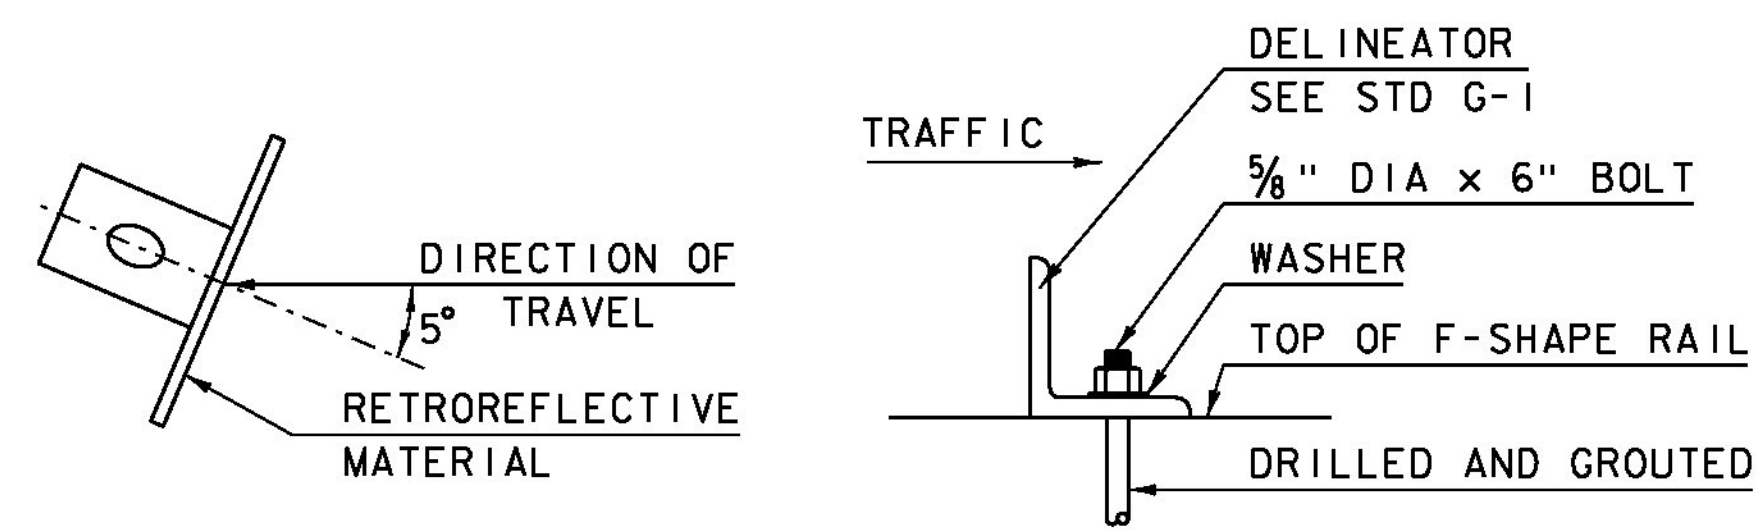 DIRECTION OF
TRAVEL
5°
RETROREFLECTIVE
MATERIAL
TRAFFIC
DELINEATOR
SEE STD G-1
5/8" DIA x 6" BOLT
WASHER
TOP OF F-SHAPE RAIL
DRILLED AND GROUTED